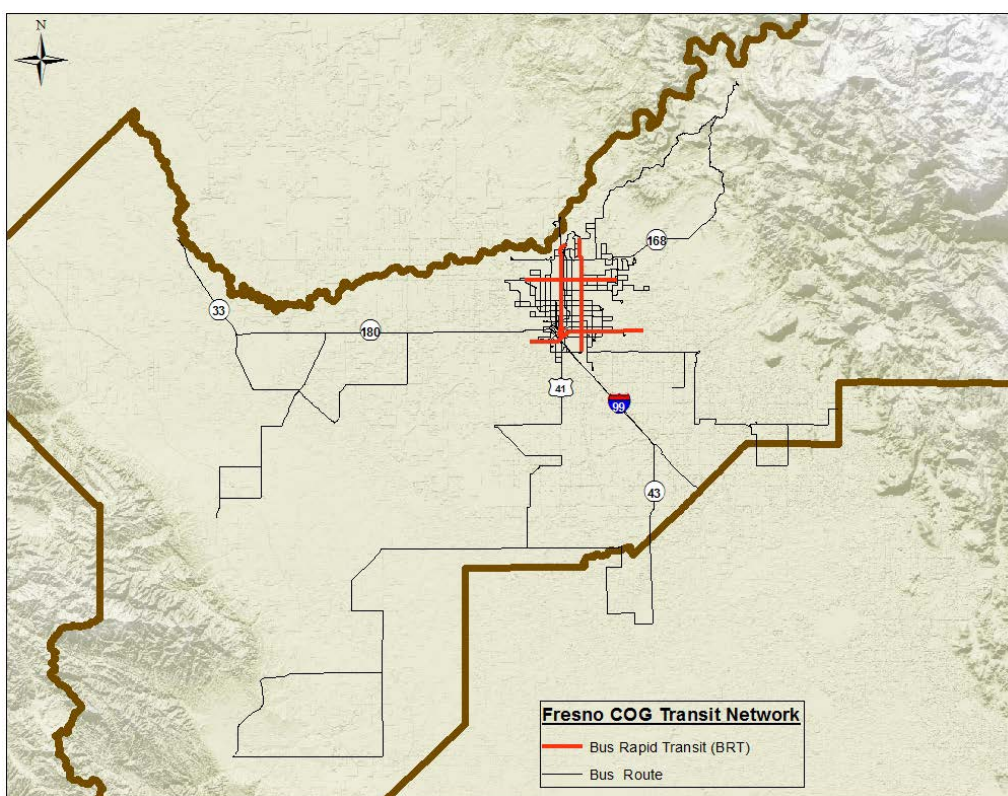 N
168
33
180
41
99
43
Fresno COG Transit Network
Bus Rapid Transit (BRT)
Bus Route